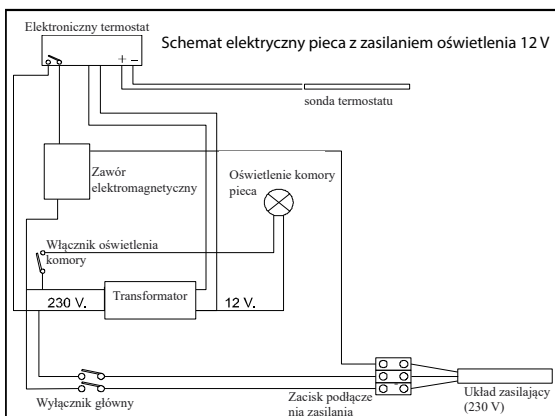 Elektroniczny termostat
Schemat elektryczny pieca z zasilaniem oświetlenia 12 V
+ −
sonda termostatu
Zawór
elektromagnetyczny
Oświetlenie komory
pieca
Włącznik oświetlenia
komory
230 V.
Transformator
12 V.
Wyłącznik główny
Zacisk podłącze
nia zasilania
Układ zasilający
(230 V)